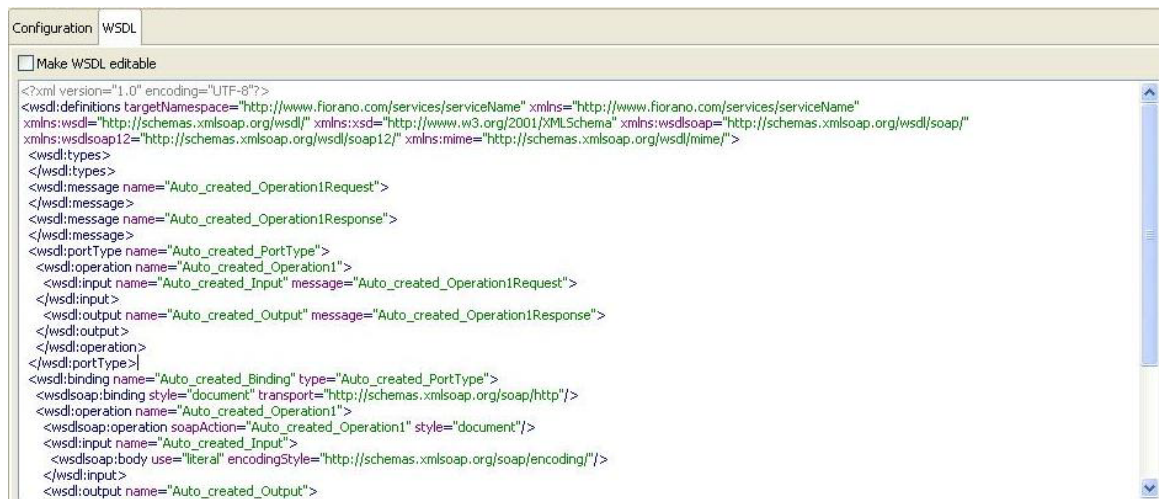 Configuration WSDL
Make WSDL editable
<?xml version="1.0" encoding="UTF-8"?>
<wsdl:definitions targetNamespace="http://www.fiorano.com/services/serviceName" xmlns="http://www.fiorano.com/services/serviceName"
xmlns:wsdl="http://schemas.xmlsoap.org/wsdl/" xmlns:xsd="http://www.w3.org/2001/XMLSchema" xmlns:wsdlsoap="http://schemas.xmlsoap.org/wsdl/soap/"
xmlns:wsdlsoap12="http://schemas.xmlsoap.org/wsdl/soap12/" xmlns:mime="http://schemas.xmlsoap.org/wsdl/mime/">
<wsdl:types>
</wsdl:types>
<wsdl:message name="Auto_created_Operation1Request">
</wsdl:message>
<wsdl:message name="Auto_created_Operation1Response">
</wsdl:message>
<wsdl:portType name="Auto_created_PortType">
<wsdl:operation name="Auto_created_Operation1">
<wsdl:input name="Auto_created_Input" message="Auto_created_Operation1Request">
</wsdl:input>
<wsdl:output name="Auto_created_Output" message="Auto_created_Operation1Response">
</wsdl:output>
</wsdl:operation>
</wsdl:portType>
<wsdl:binding name="Auto_created_Binding" type="Auto_created_PortType">
<wsdlsoap:binding style="document" transport="http://schemas.xmlsoap.org/soap/http"/>
<wsdl:operation name="Auto_created_Operation1">
<wsdlsoap:operation soapAction="Auto_created_Operation1" style="document"/>
<wsdl:input name="Auto_created_Input">
<wsdlsoap:body use="literal" encodingStyle="http://schemas.xmlsoap.org/soap/encoding/"/>
</wsdl:input>
<wsdl:output name="Auto_created_Output">